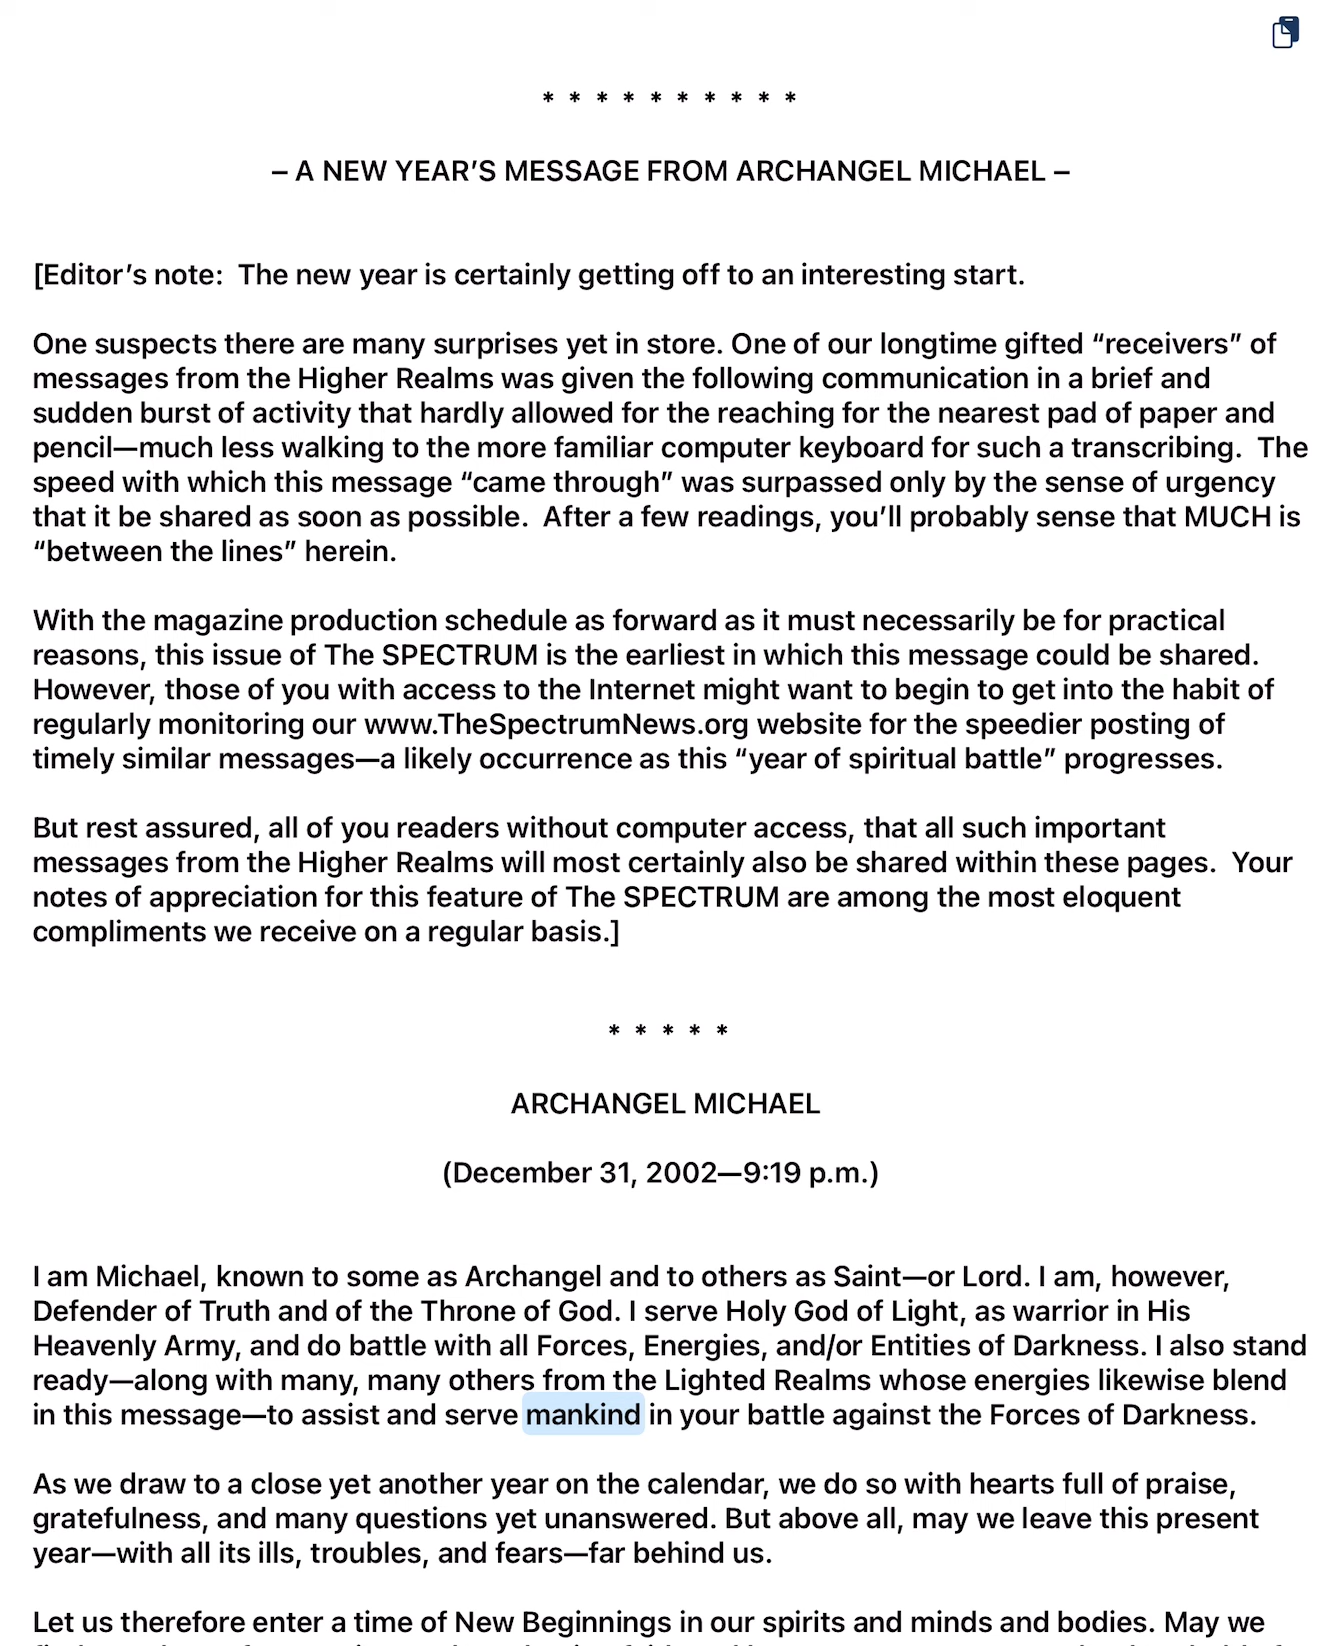 * * * * * * * * * *
– A NEW YEAR’S MESSAGE FROM ARCHANGEL MICHAEL –
[Editor’s note:  The new year is certainly getting off to an interesting start.
One suspects there are many surprises yet in store. One of our longtime gifted “receivers” of
messages from the Higher Realms was given the following communication in a brief and
sudden burst of activity that hardly allowed for the reaching for the nearest pad of paper and
pencil—much less walking to the more familiar computer keyboard for such a transcribing.  The
speed with which this message “came through” was surpassed only by the sense of urgency
that it be shared as soon as possible.  After a few readings, you’ll probably sense that MUCH is
“between the lines” herein.
With the magazine production schedule as forward as it must necessarily be for practical
reasons, this issue of The SPECTRUM is the earliest in which this message could be shared.
However, those of you with access to the Internet might want to begin to get into the habit of
regularly monitoring our www.TheSpectrumNews.org website for the speedier posting of
timely similar messages—a likely occurrence as this “year of spiritual battle” progresses.
But rest assured, all of you readers without computer access, that all such important
messages from the Higher Realms will most certainly also be shared within these pages.  Your
notes of appreciation for this feature of The SPECTRUM are among the most eloquent
compliments we receive on a regular basis.]
* * * * *
ARCHANGEL MICHAEL
(December 31, 2002—9:19 p.m.)
I am Michael, known to some as Archangel and to others as Saint—or Lord. I am, however,
Defender of Truth and of the Throne of God. I serve Holy God of Light, as warrior in His
Heavenly Army, and do battle with all Forces, Energies, and/or Entities of Darkness. I also stand
ready—along with many, many others from the Lighted Realms whose energies likewise blend
in this message—to assist and serve mankind in your battle against the Forces of Darkness.
As we draw to a close yet another year on the calendar, we do so with hearts full of praise,
gratefulness, and many questions yet unanswered. But above all, may we leave this present
year—with all its ills, troubles, and fears—far behind us.
Let us therefore enter a time of New Beginnings in our spirits and minds and bodies. May we